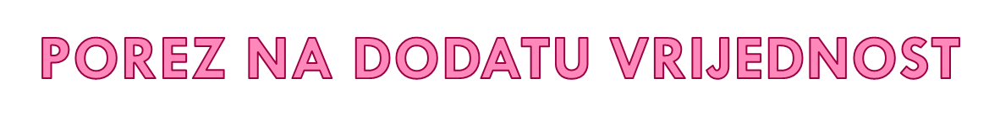 POREZ NA DODATU VRIJEDNOST